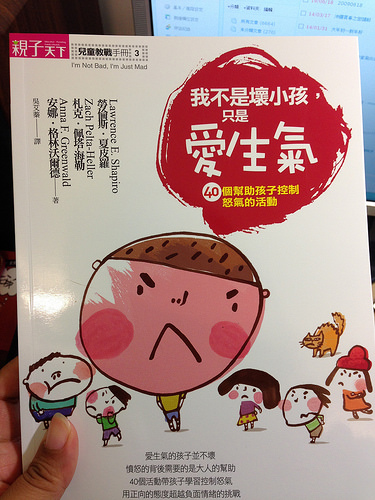 親子天下
兒童教戰手冊 3
I'm Not Bad, I'm Just Mad
我不是壞小孩，
只是
愛生氣
40個幫助孩子控制
怒氣的活動
Lawrence E. Shapiro
勞倫斯·夏皮羅
Zach Pelta-Heller
札克·佩塔海勒
Anna F. Greenwald
安娜·格林沃爾德 著
吳艾蓁 譯
愛生氣的孩子並不壞
憤怒的背後需要的是大人的幫助
40個活動帶孩子學習控制怒氣
用正向的態度超越負面情緒的挑戰